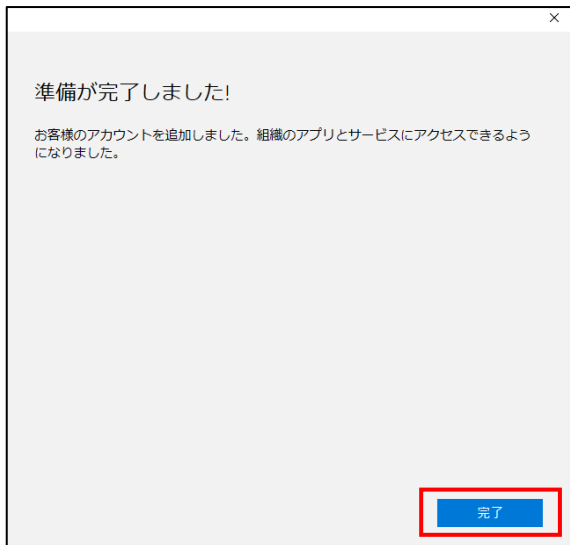 準備が完了しました!
お客様のアカウントを追加しました。組織のアプリとサービスにアクセスできるよう
になりました。
完了